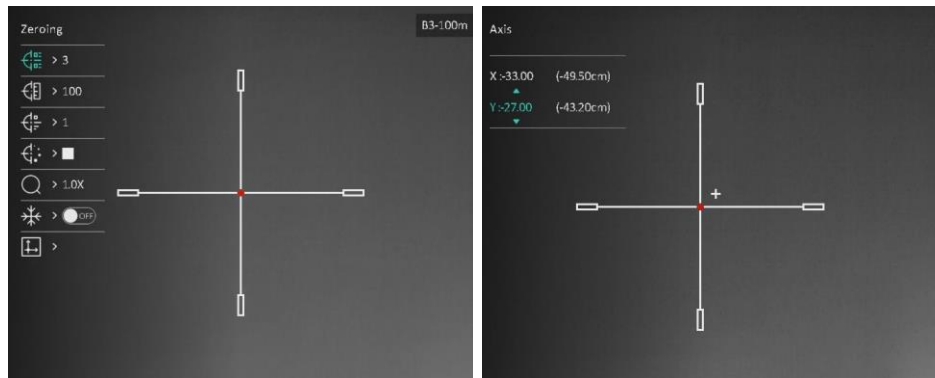 Zeroing
B3-100m
> 3
> 100
> 1
>
> 1.0X
> OFF
>
Axis
X:-33.00 (-49.50cm)
Y:-27.00 (-43.20cm)